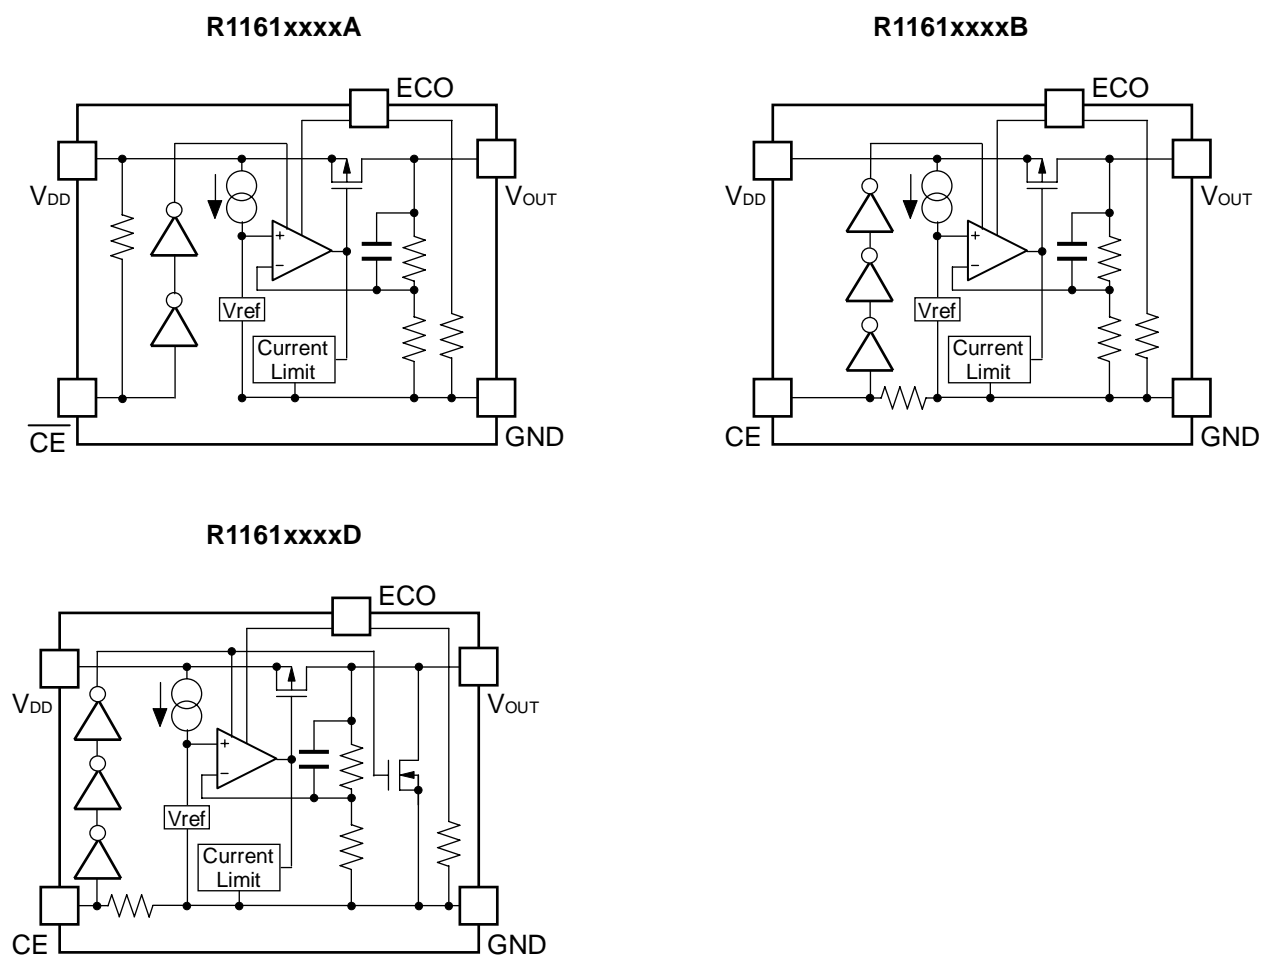 R1161xxxxA
ECO
VDD
VOUT
+
−
Vref
Current
Limit
CE
GND
R1161xxxxB
ECO
VDD
VOUT
+
−
Vref
Current
Limit
CE
GND
R1161xxxxD
ECO
VDD
VOUT
+
−
Vref
Current
Limit
CE
GND